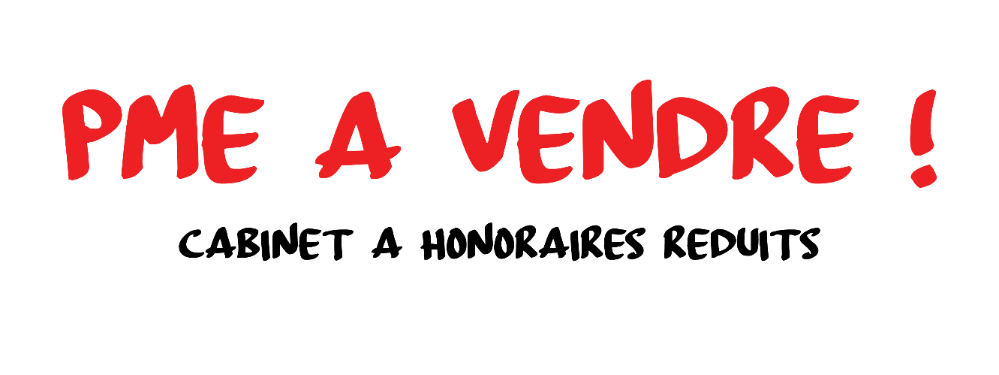 PME A VENDRE !
CABINET A HONORAIRES REDUITS